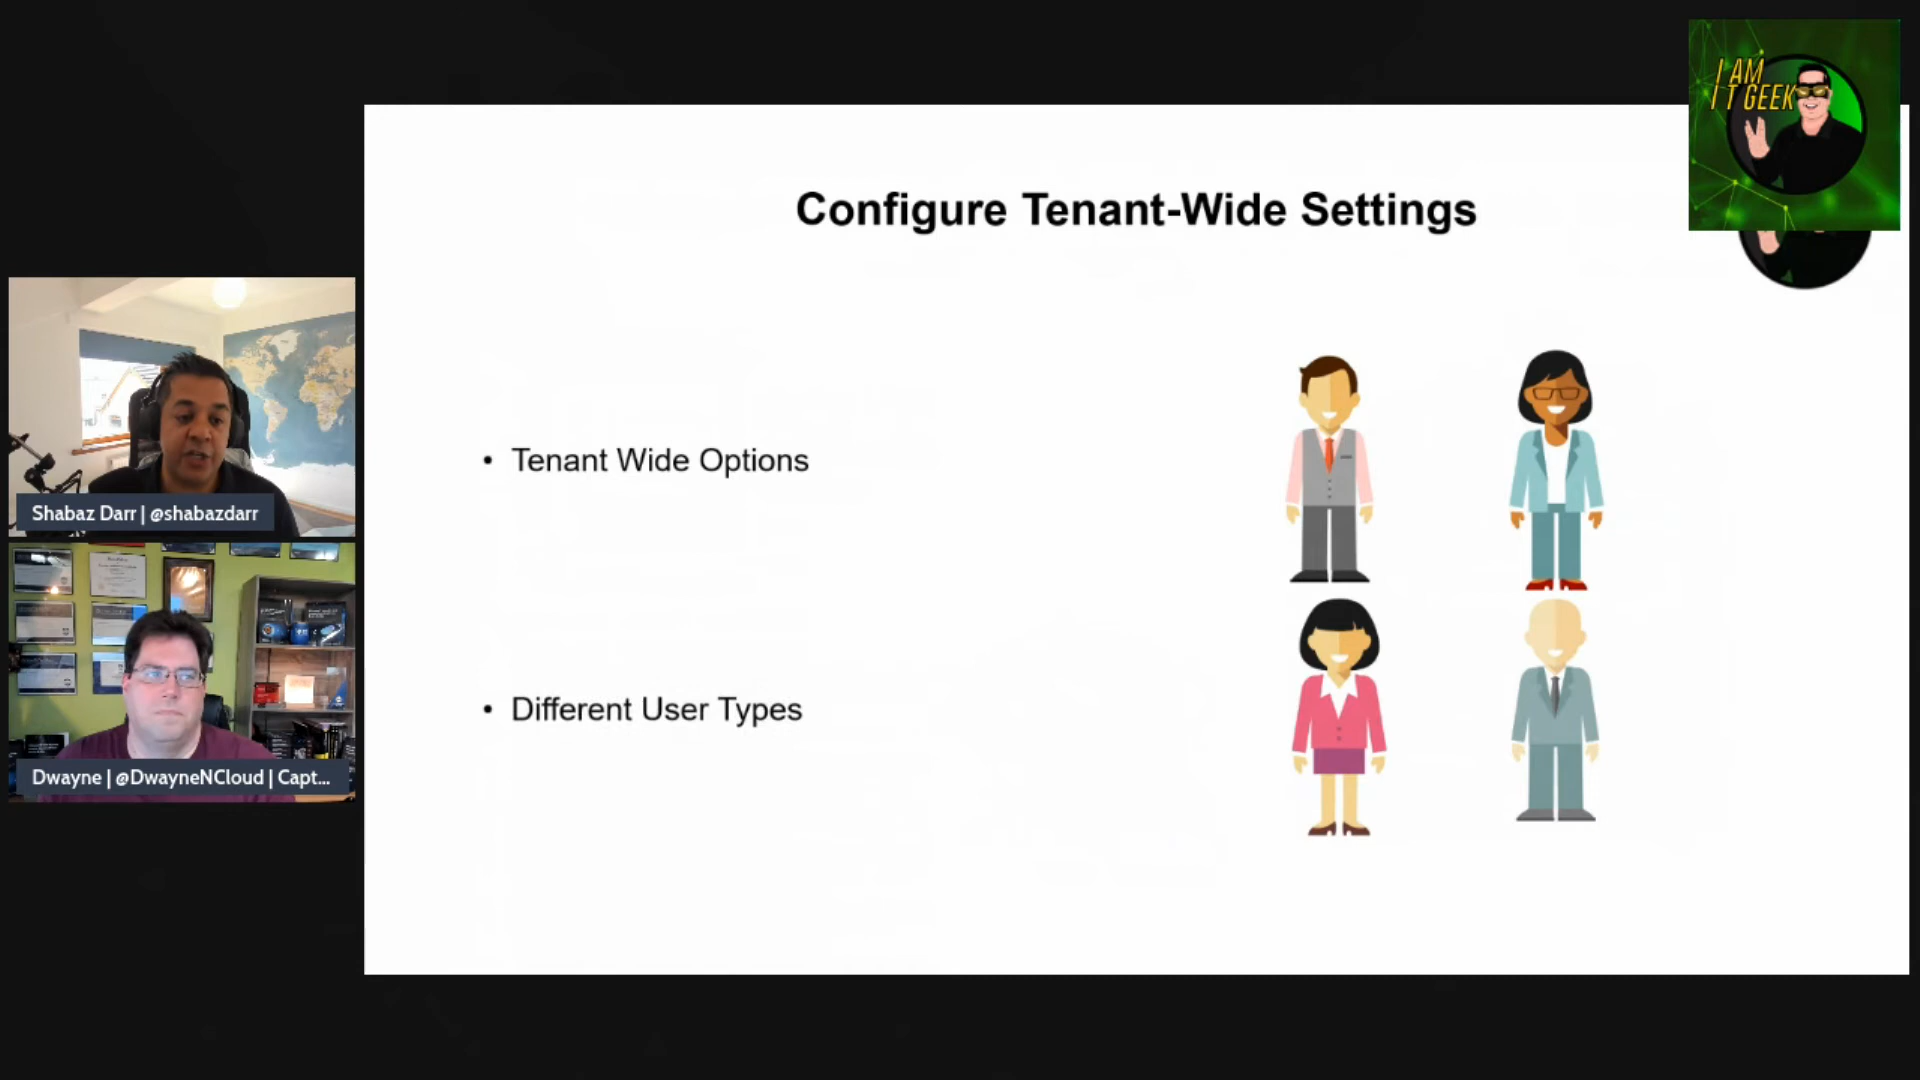 I AM
I T GEEK
Configure Tenant-Wide Settings
• Tenant Wide Options
• Different User Types
Shabaz Darr | @shabazdarr
Dwayne | @DwayneNCloud | Capt...